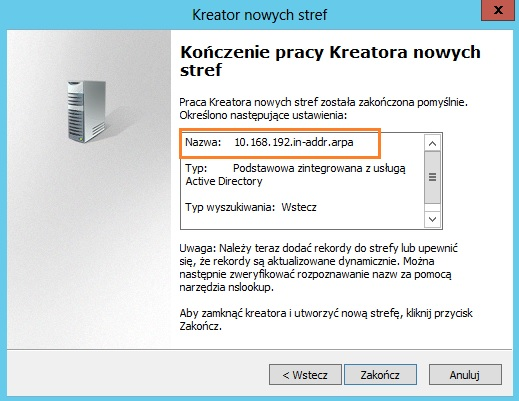 Kreator nowych stref
x
Kończenie pracy Kreatora nowych
stref
Praca Kreatora nowych stref została zakończona pomyślnie.
Określono następujące ustawienia:
Nazwa: 10.168.192.in-addr.arpa
Typ: Podstawowa zintegrowana z usługą
Active Directory
Typ wyszukiwania: Wstecz
Uwaga: Należy teraz dodać rekordy do strefy lub upewnić
się, że rekordy są aktualizowane dynamicznie. Można
następnie zweryfikować rozpoznawanie nazw za pomocą
narzędzia nslookup.
Aby zamknąć kreatora i utworzyć nową strefę, kliknij przycisk
Zakończ.
< Wstecz Zakończ Anuluj